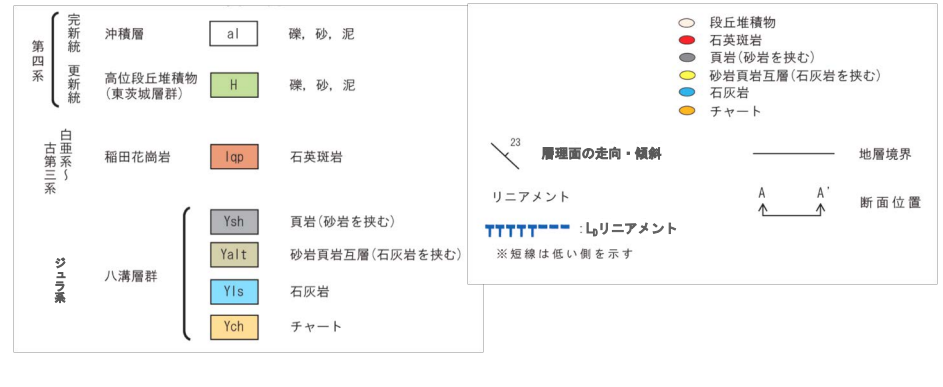 第四系
完新統
沖積層
al
礫，砂，泥
更新統
高位段丘堆積物
(東茨城層群)
H
礫，砂，泥
白亜系～
古第三系
稲田花崗岩
Iqp
石英斑岩
ジュラ系
八溝層群
Ysh
頁岩(砂岩を挟む)
Yalt
砂岩頁岩互層(石灰岩を挟む)
Yls
石灰岩
Ych
チャート
段丘堆積物
石英斑岩
頁岩(砂岩を挟む)
砂岩頁岩互層(石灰岩を挟む)
石灰岩
チャート
23
層理面の走向・傾斜
地層境界
リニアメント
A A'
断面位置
:LDリニアメント
※短線は低い側を示す